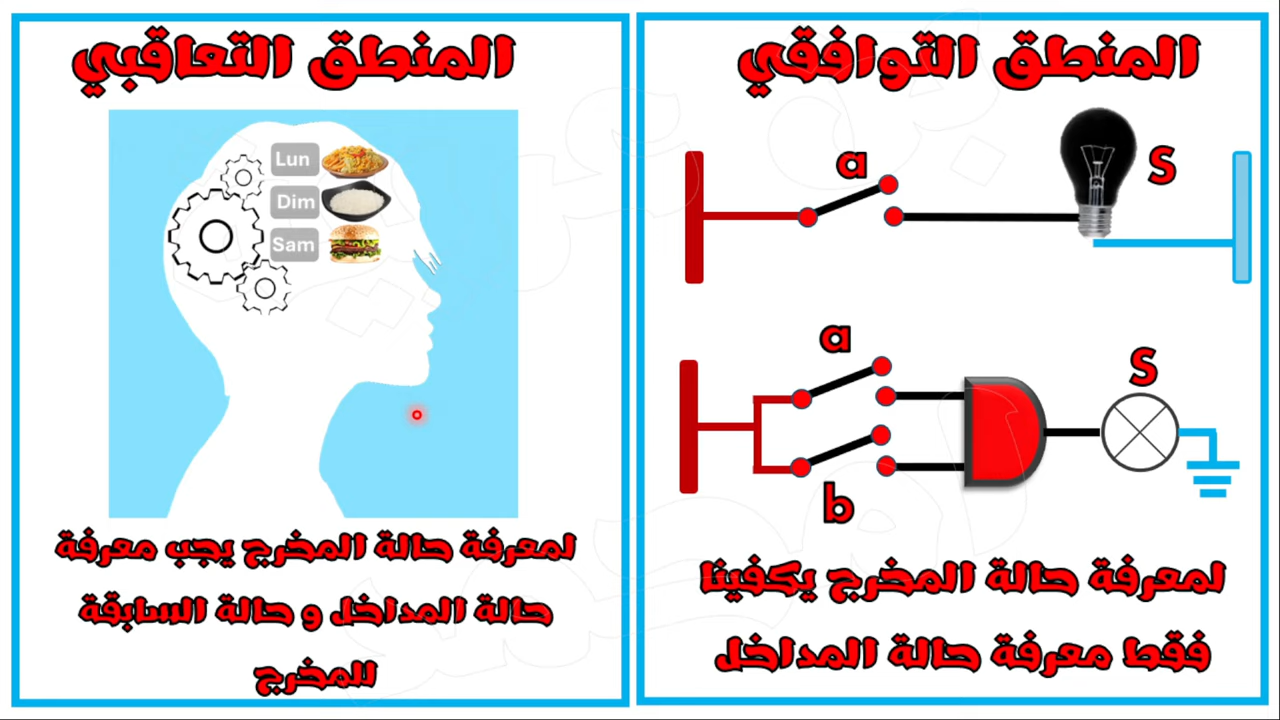 المنطق التوافقي
a
S
a
S
b
لمعرفة حالة المخرج يكفينا
فقط معرفة حالة المداخل
المنطق التعاقبي
Lun
Dim
Sam
لمعرفة حالة المخرج يجب معرفة
حالة المداخل و حالة السابقة
للمخرج